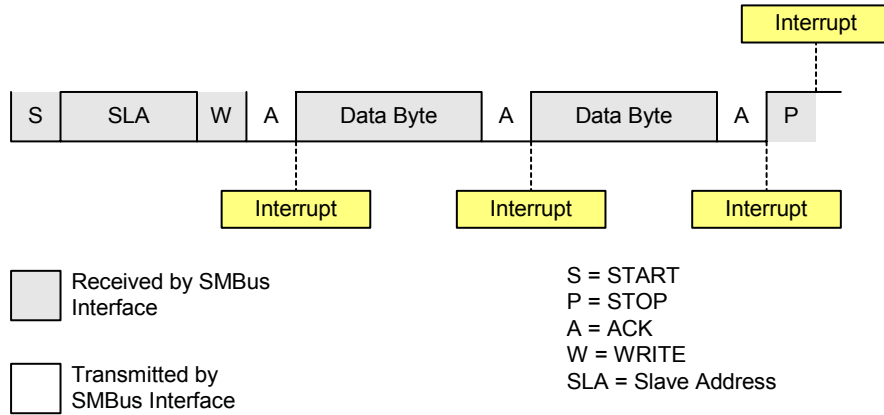 Interrupt
S SLA W A Data Byte A Data Byte A P
Interrupt Interrupt Interrupt
Received by SMBus
Interface
Transmitted by
SMBus Interface
S = START
P = STOP
A = ACK
W = WRITE
SLA = Slave Address